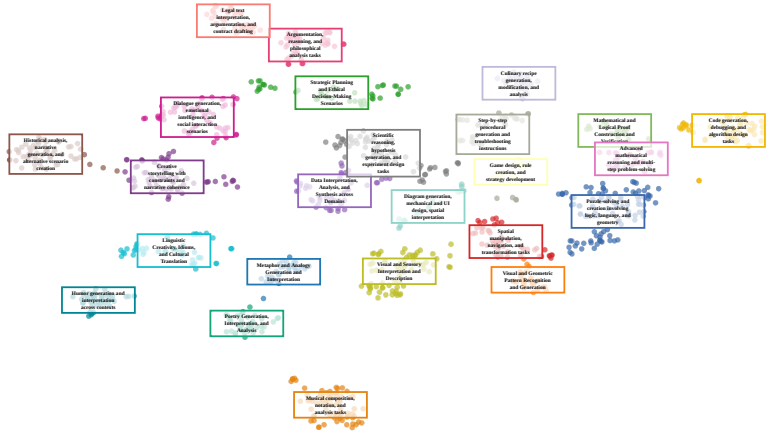 Legal text
interpretation,
argumentation, and
contract drafting
Argumentation,
reasoning, and
philosophical
analysis tasks
Strategic Planning
and Ethical
Decision-Making
Scenarios
Culinary recipe
generation,
modification, and
analysis
Dialogue generation,
emotional
intelligence, and
social interaction
scenarios
Step-by-step
procedural
generation and
troubleshooting
instructions
Mathematical and
Logical Proof
Construction and
Code generation,
debugging, and
algorithm design
tasks
Historical analysis,
narrative
generation, and
alternative scenario
creation
Scientific
reasoning,
hypothesis
generation, and
experiment design
tasks
Advanced
mathematical
reasoning and multi-
step problem-solving
Creative
storytelling with
constraints and
narrative coherence
Game design, rule
creation, and
strategy development
Data Interpretation,
Analysis, and
Synthesis across
Domains
Diagram generation,
mechanical and UI
design, spatial
interpretation
Puzzle-solving and
creation involving
logic, language, and
geometry
Spatial
manipulation,
navigation, and
transformation tasks
Linguistic
Creativity, Idioms,
and Cultural
Translation
Metaphor and Analogy
Generation and
Interpretation
Visual and Sensory
Interpretation and
Description
Visual and Geometric
Pattern Recognition
and Generation
Humor generation and
interpretation
across contexts
Poetry Generation,
Interpretation, and
Analysis
Musical composition,
notation, and
analysis tasks